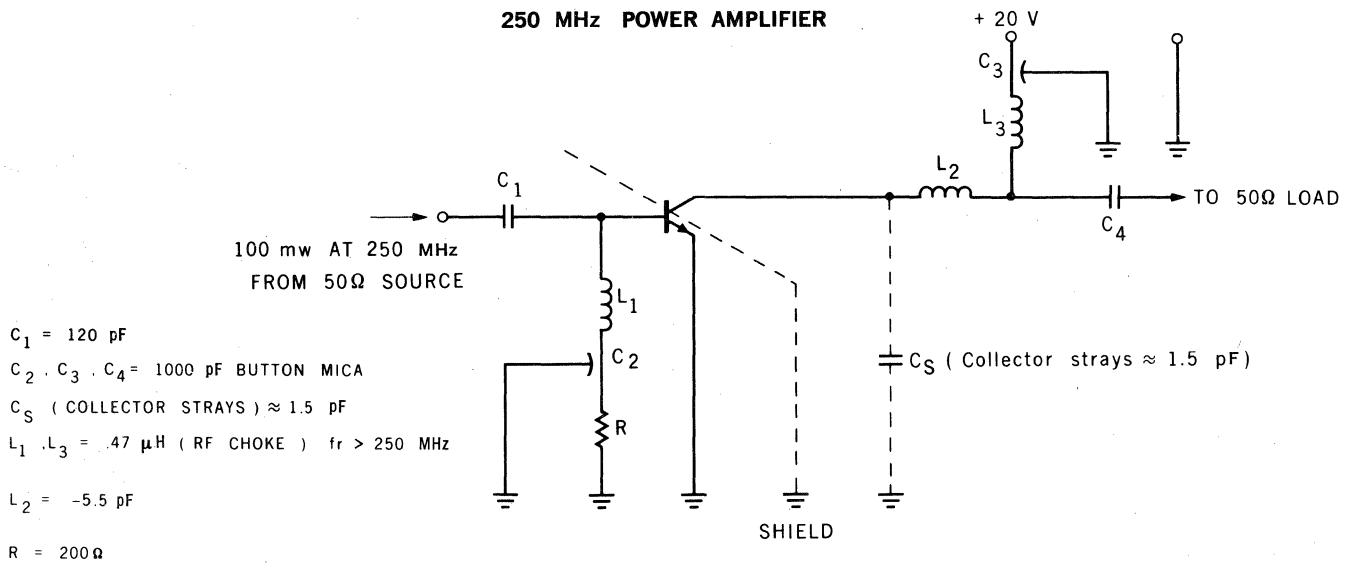 250 MHz POWER AMPLIFIER
+ 20 V
C3
L3
L2
C1
TO 50Ω LOAD
C4
100 mw AT 250 MHz
FROM 50Ω SOURCE
L1
C1 = 120 pF
C2
CS ( Collector strays ≈ 1.5 pF)
C2 , C3 , C4 = 1000 pF BUTTON MICA
CS ( COLLECTOR STRAYS ) ≈ 1.5 pF
R
L1 , L3 = .47 μH ( RF CHOKE ) fr > 250 MHz
L2 = -5.5 pF
SHIELD
R = 200Ω